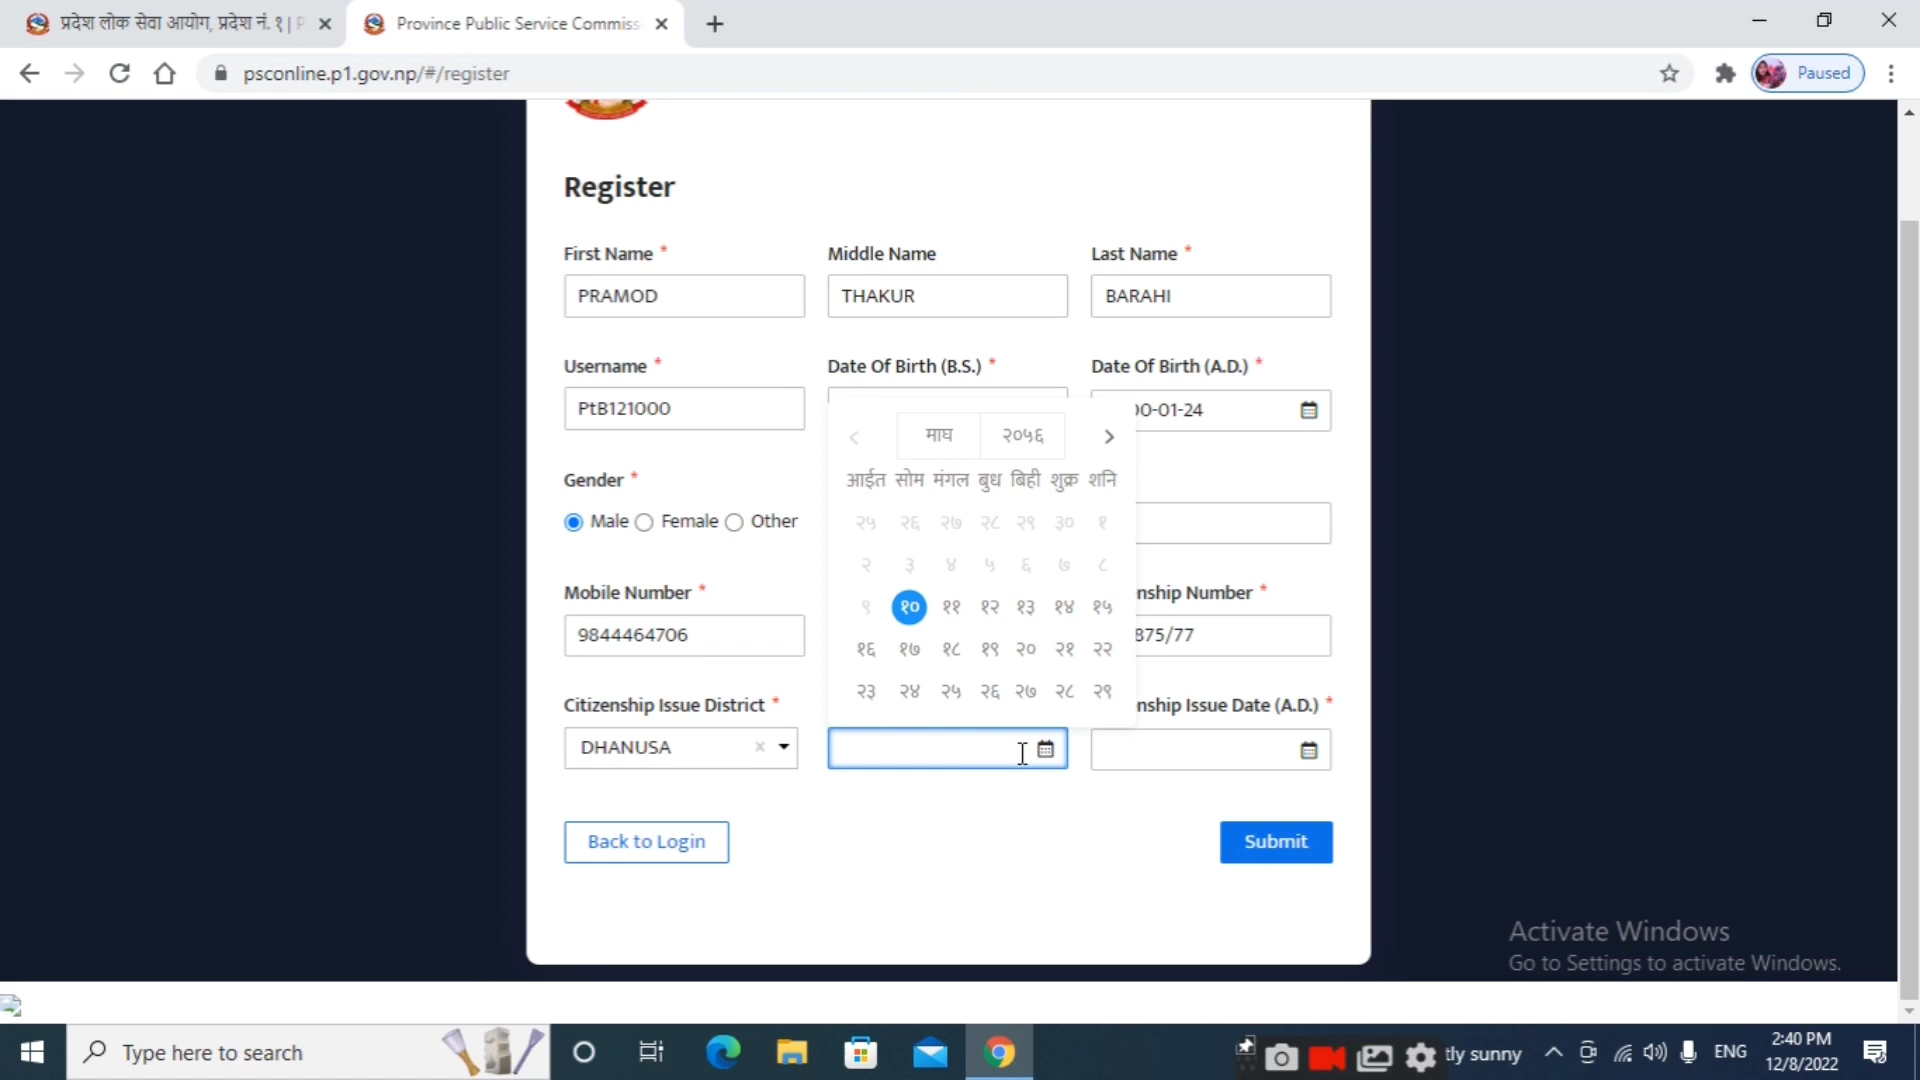 प्रदेश लोक सेवा आयोग, प्रदेश नं. १ | P
Province Public Service Commiss
psconline.p1.gov.np/#/register
Paused
Register
First Name *
Middle Name
Last Name *
PRAMOD
THAKUR
BARAHI
Username *
Date Of Birth (B.S.) *
Date Of Birth (A.D.) *
PtB121000
00-01-24
माघ
२०५६
आईत सोम मंगल बुध बिही शुक्र शनि
Gender *
Male
Female
Other
२५ २६ २७ २८ २९ ३० १
२ ३ ४ ५ ६ ७ ८
Mobile Number *
nship Number *
९ १० ११ १२ १३ १४ १५
9844464706
875/77
१६ १७ १८ १९ २० २१ २२
२३ २४ २५ २६ २७ २८ २९
Citizenship Issue District *
nship Issue Date (A.D.) *
DHANUSA
Back to Login
Submit
Activate Windows
Go to Settings to activate Windows.
Type here to search
tly sunny
ENG
2:40 PM
12/8/2022